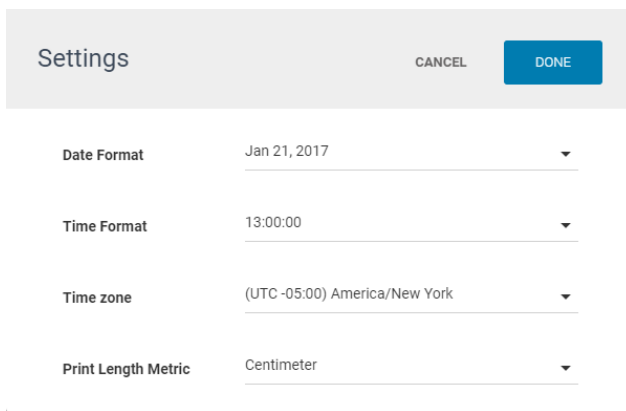 Settings
CANCEL
DONE
Date Format
Jan 21, 2017
Time Format
13:00:00
Time zone
(UTC -05:00) America/New York
Print Length Metric
Centimeter